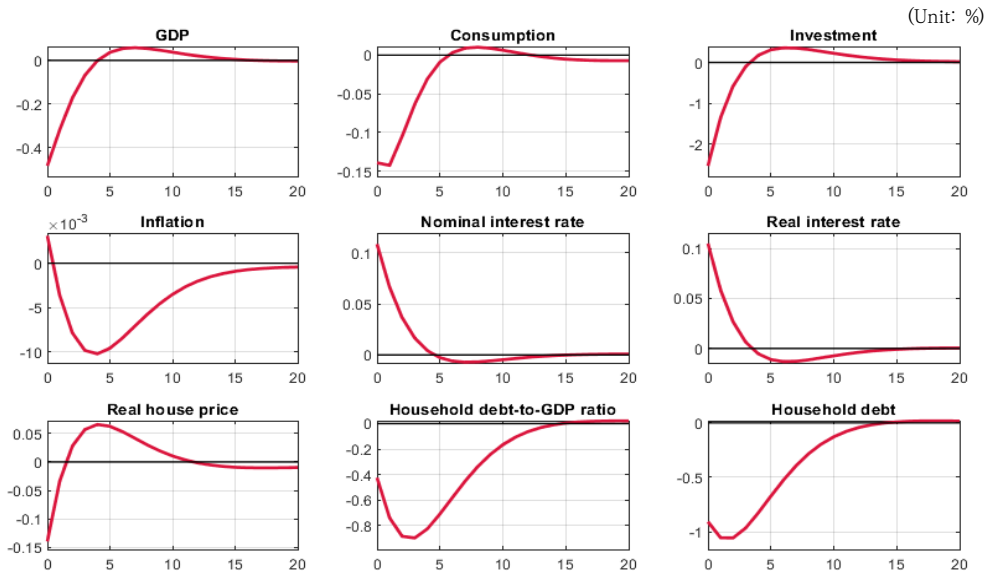 (Unit: %)
GDP
Consumption
Investment
0
-0.2
-0.4
0 5 10 15 20
0
-0.05
-0.1
-0.15
0 5 10 15 20
0
-1
-2
0 5 10 15 20
×10⁻³
Inflation
Nominal interest rate
Real interest rate
0
-5
-10
0 5 10 15 20
0.1
0.05
0
0 5 10 15 20
0.1
0.05
0
0 5 10 15 20
Real house price
Household debt-to-GDP ratio
Household debt
0.05
0
-0.05
-0.1
-0.15
0 5 10 15 20
0
-0.2
-0.4
-0.6
-0.8
0 5 10 15 20
0
-0.5
-1
0 5 10 15 20